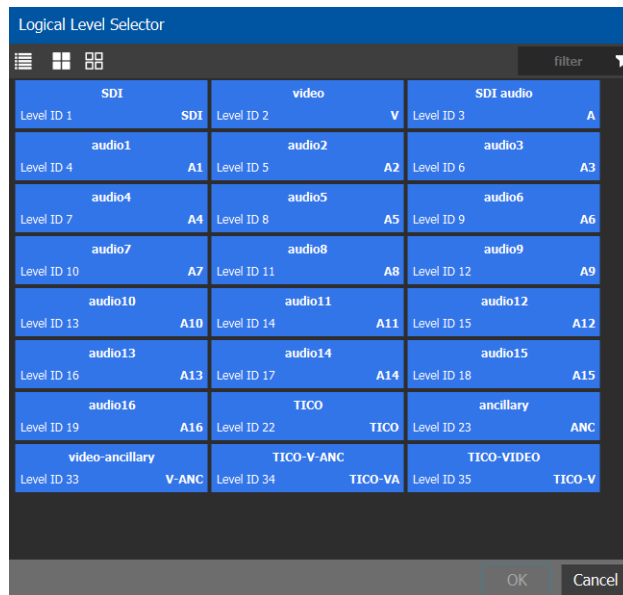 Logical Level Selector
filter
SDI video SDI audio
Level ID 1 SDI Level ID 2 V Level ID 3 A
audio1 audio2 audio3
Level ID 4 A1 Level ID 5 A2 Level ID 6 A3
audio4 audio5 audio6
Level ID 7 A4 Level ID 8 A5 Level ID 9 A6
audio7 audio8 audio9
Level ID 10 A7 Level ID 11 A8 Level ID 12 A9
audio10 audio11 audio12
Level ID 13 A10 Level ID 14 A11 Level ID 15 A12
audio13 audio14 audio15
Level ID 16 A13 Level ID 17 A14 Level ID 18 A15
audio16 TICO ancillary
Level ID 19 A16 Level ID 22 TICO Level ID 23 ANC
video-ancillary TICO-V-ANC TICO-VIDEO
Level ID 33 V-ANC Level ID 34 TICO-VA Level ID 35 TICO-V
OK Cancel